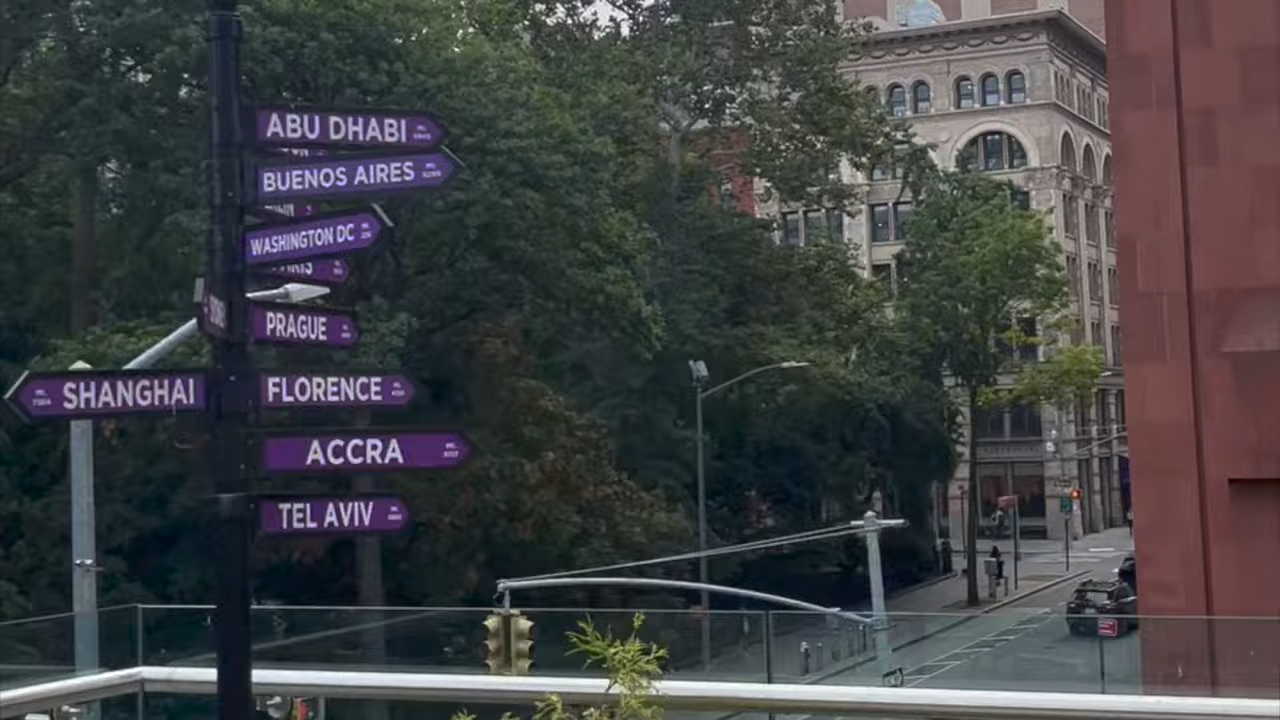 ABU DHABI
BUENOS AIRES
WASHINGTON DC
PRAGUE
SHANGHAI
FLORENCE
ACCRA
TEL AVIV